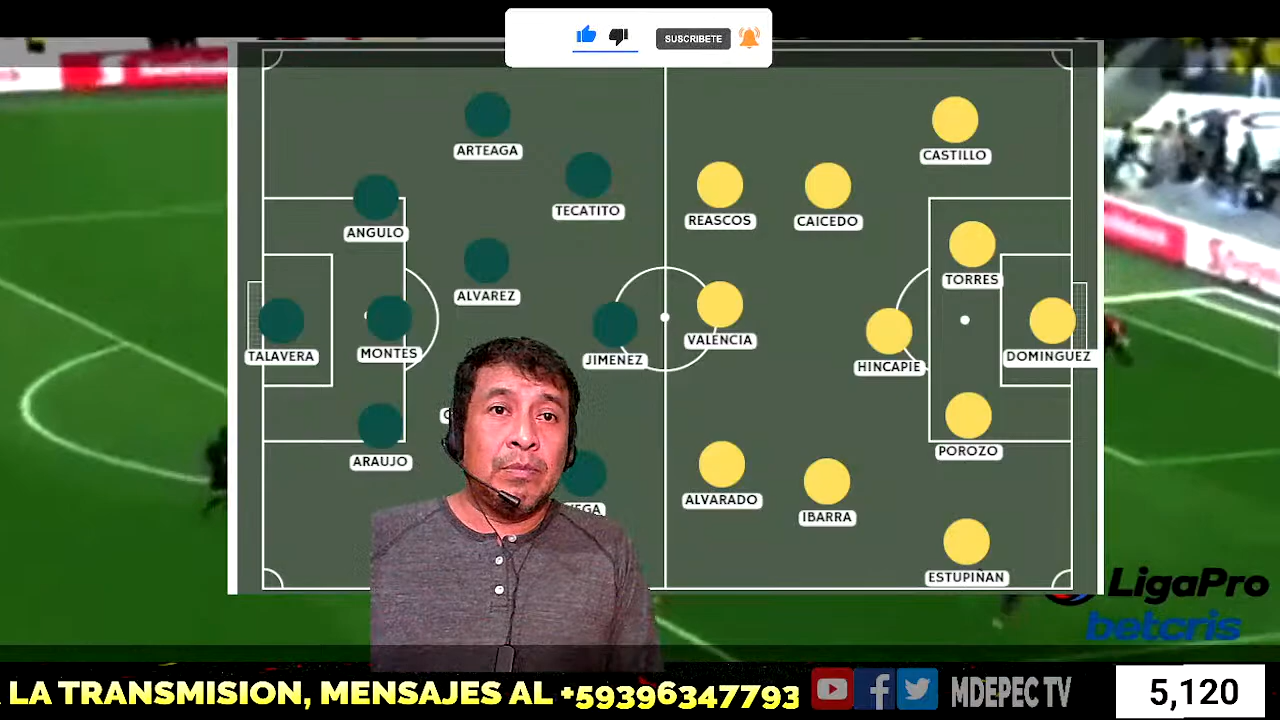 SUSCRIBETE
ARTEAGA
CASTILLO
TECATITO
REASCOS
CAICEDO
ANGULO
TORRES
ALVAREZ
VALENCIA
TALAVERA
MONTES
JIMENEZ
HINCAPIE
DOMINGUEZ
ARAUJO
POROZO
ALVARADO
IBARRA
ESTUPIÑAN
LigaPro
betcris
LA TRANSMISION, MENSAJES AL +59396347793
MDEPEC TV
5,120